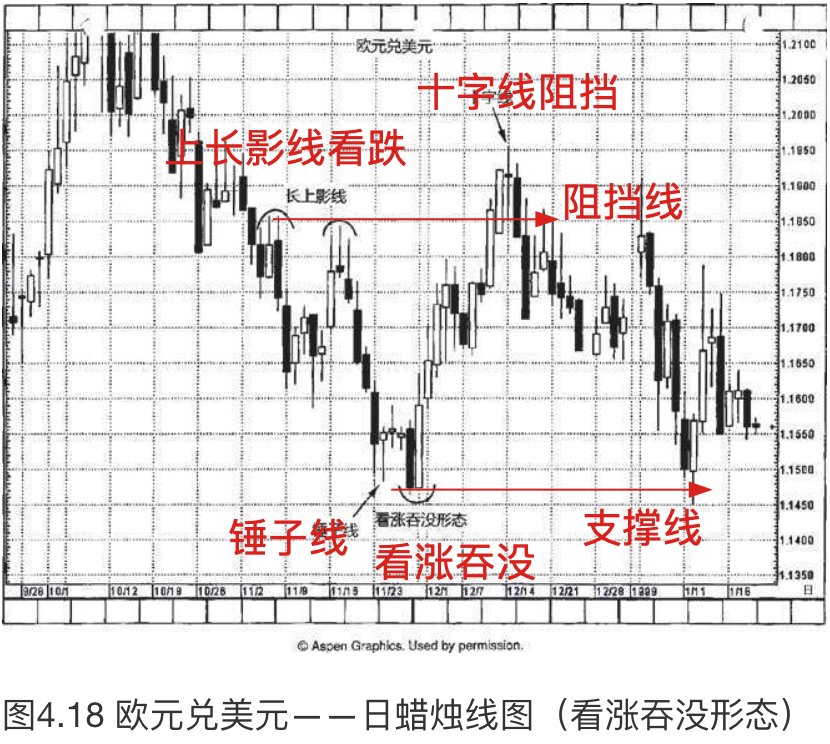 欧元兑美元
1.2100
十字线阻挡
1.2050
1.2000
上长影线看跌
1.1950
长上影线
阻挡线
1.1900
1.1850
1.1800
1.1750
1.1700
1.1650
1.1600
1.1550
1.1500
1.1450
看涨吞没形态
锤子线
支撑线
1.1400
看涨吞没
1.1350
9/28 10/1 10/12 10/19 10/26 11/2 11/9 11/16 11/23 12/1 12/7 12/14 12/21 12/28 1999 1/11 1/18 日
© Aspen Graphics. Used by permission.
图4.18 欧元兑美元——日蜡烛线图（看涨吞没形态）